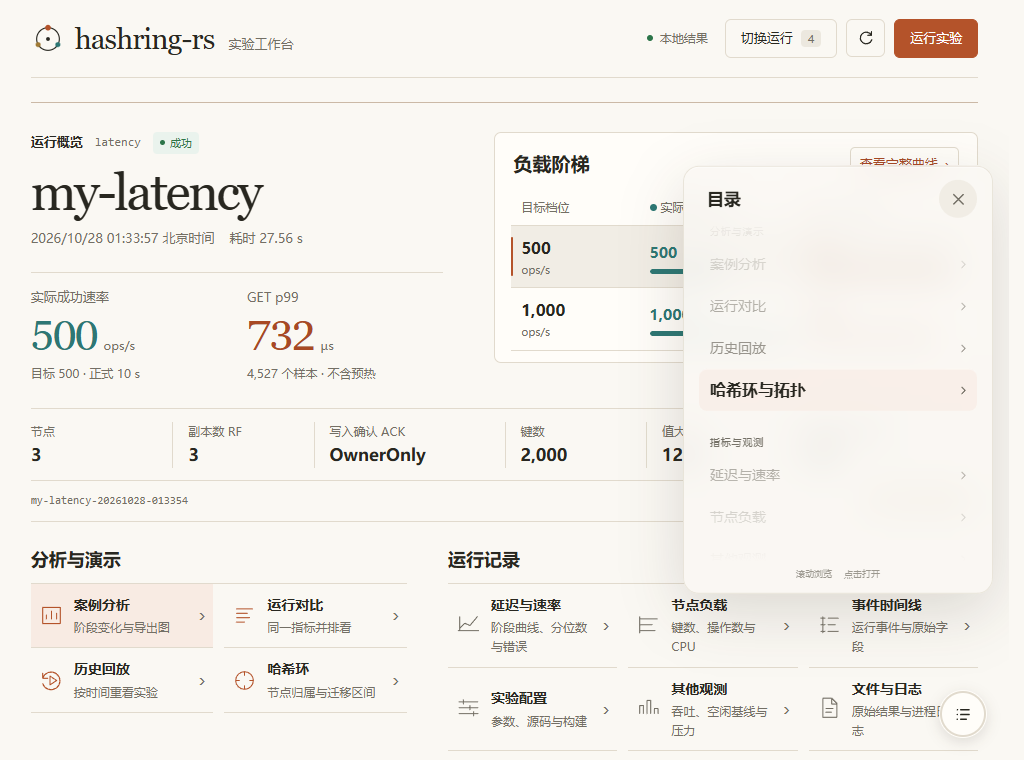 hashring-rs 实验工作台
本地结果
切换运行 4
运行实验
运行概览 latency 成功
my-latency
2026/10/28 01:33:57 北京时间 耗时 27.56 s
实际成功速率
500 ops/s
目标 500 · 正式 10 s
GET p99
732 µs
4,527 个样本 · 不含预热
负载阶梯
查看完整曲线
目标档位
实际
500
ops/s
500
1,000
ops/s
节点
3
副本数 RF
3
写入确认 ACK
OwnerOnly
键数
2,000
my-latency-20261028-013354
目录
分析与演示
案例分析
运行对比
历史回放
哈希环与拓扑
指标与观测
延迟与速率
节点负载
滚动浏览 点击打开
分析与演示
案例分析
阶段变化与导出图
运行对比
同一指标并排看
历史回放
按时间重看实验
哈希环
节点归属与迁移区间
运行记录
延迟与速率
阶段曲线、分位数
与错误
节点负载
键数、操作数与
CPU
事件时间线
运行事件与原始字
段
实验配置
参数、源码与构建
其他观测
吞吐、空闲基线与
压力
文件与日志
原始结果与进程
志